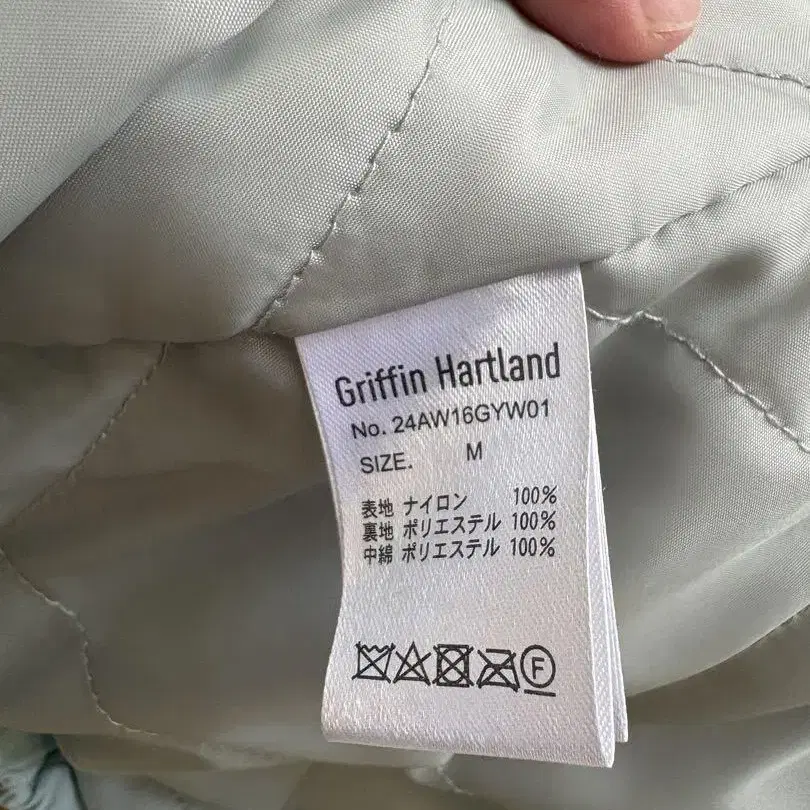 Griffin Hartland
No. 24AW16GYW01
SIZE. M
表地 ナイロン 100%
裏地 ポリエステル 100%
中綿 ポリエステル 100%
F